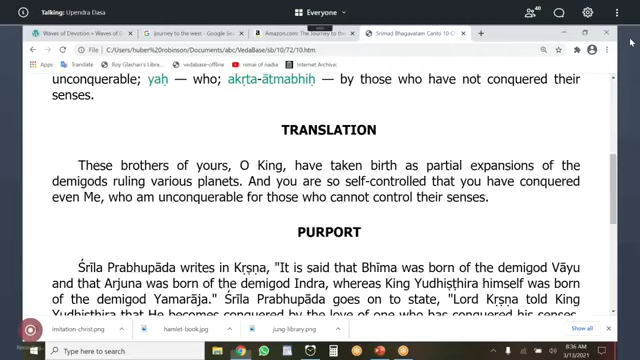 Talking: Upendra Dasa
Everyone
40
Waves of Devotion » Waves of D
journey to the west - Google Sea
Amazon.com: The Journey to the
Srimad Bhagavatam Canto 10 C
File | C:/Users/huber robinson/Documents/abc/VedaBase/sb/10/72/10.htm
Apps Roy Glashan's Library... vedabase-offline nimai of nadia Internet Archive:
unconquerable; yaḥ — who; akṛta-ātmabhiḥ — by those who have not conquered their
senses.
TRANSLATION
These brothers of yours, O King, have taken birth as partial expansions of the
demigods ruling various planets. And you are so self-controlled that you have conquered
even Me, who am unconquerable for those who cannot control their senses.
PURPORT
Śrīla Prabhupāda writes in Kṛṣṇa, "It is said that Bhīma was born of the demigod Vāyu
and that Arjuna was born of the demigod Indra, whereas King Yudhiṣṭhira himself was
born of the demigod Yamarāja." Śrīla Prabhupāda goes on to state, "Lord Kṛṣṇa told King
Yudhiṣṭhira that He becomes conquered by the love of one who has conquered his senses
imitation-christ.png
hamlet-book.jpg
jung-library.png
Show all
Type here to search
8:36 AM
3/13/2021